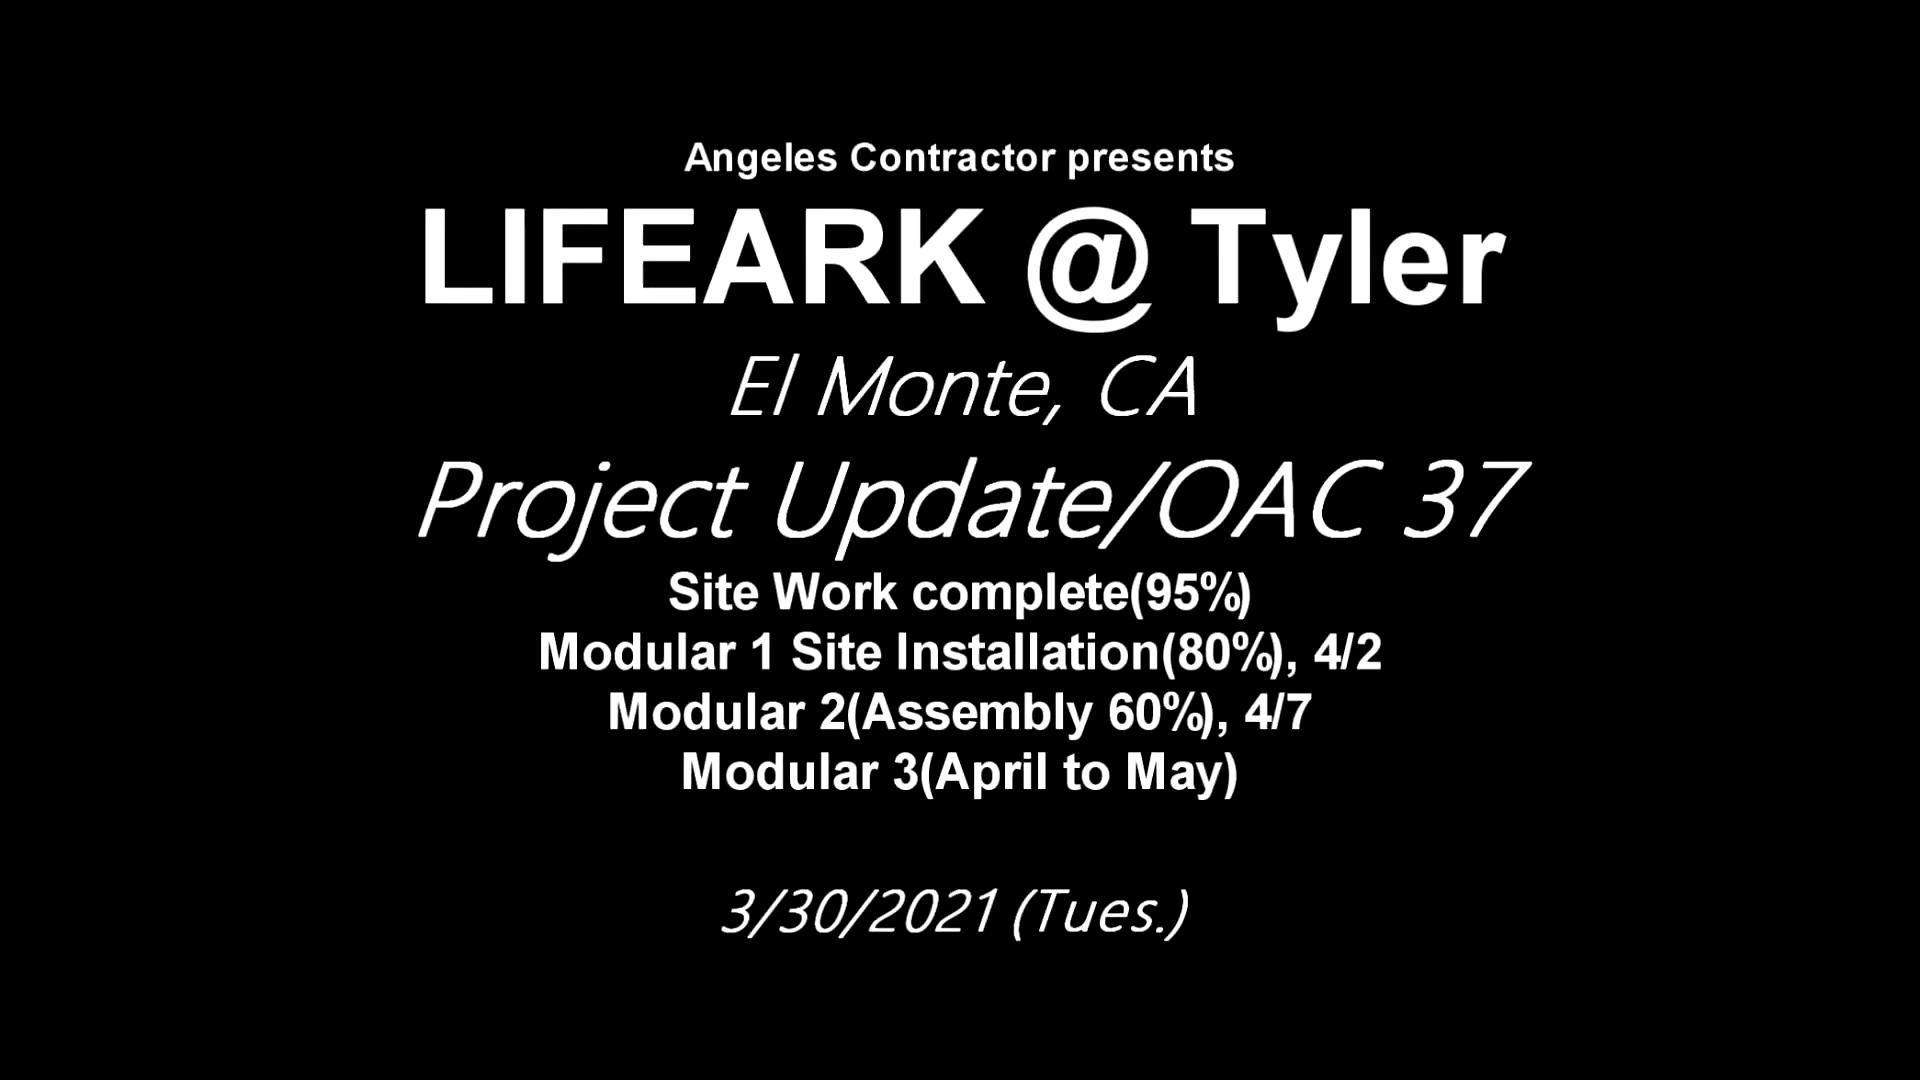 Angeles Contractor presents
LIFEARK @ Tyler
El Monte, CA
Project Update/OAC 37
Site Work complete(95%)
Modular 1 Site Installation(80%), 4/2
Modular 2(Assembly 60%), 4/7
Modular 3(April to May)
3/30/2021 (Tues.)